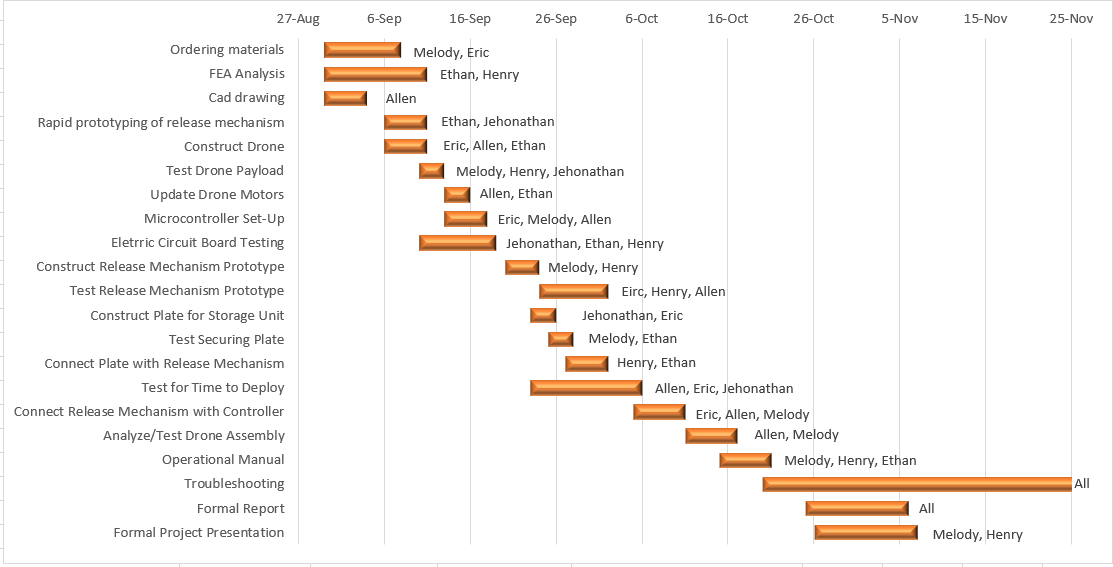 27-Aug 6-Sep 16-Sep 26-Sep 6-Oct 16-Oct 26-Oct 5-Nov 15-Nov 25-Nov
Ordering materials Melody, Eric
FEA Analysis Ethan, Henry
Cad drawing Allen
Rapid prototyping of release mechanism Ethan, Jehonathan
Construct Drone Eric, Allen, Ethan
Test Drone Payload Melody, Henry, Jehonathan
Update Drone Motors Allen, Ethan
Microcontroller Set-Up Eric, Melody, Allen
Eletrric Circuit Board Testing Jehonathan, Ethan, Henry
Construct Release Mechanism Prototype Melody, Henry
Test Release Mechanism Prototype Eirc, Henry, Allen
Construct Plate for Storage Unit Jehonathan, Eric
Test Securing Plate Melody, Ethan
Connect Plate with Release Mechanism Henry, Ethan
Test for Time to Deploy Allen, Eric, Jehonathan
Connect Release Mechanism with Controller Eric, Allen, Melody
Analyze/Test Drone Assembly Allen, Melody
Operational Manual Melody, Henry, Ethan
Troubleshooting All
Formal Report All
Formal Project Presentation Melody, Henry